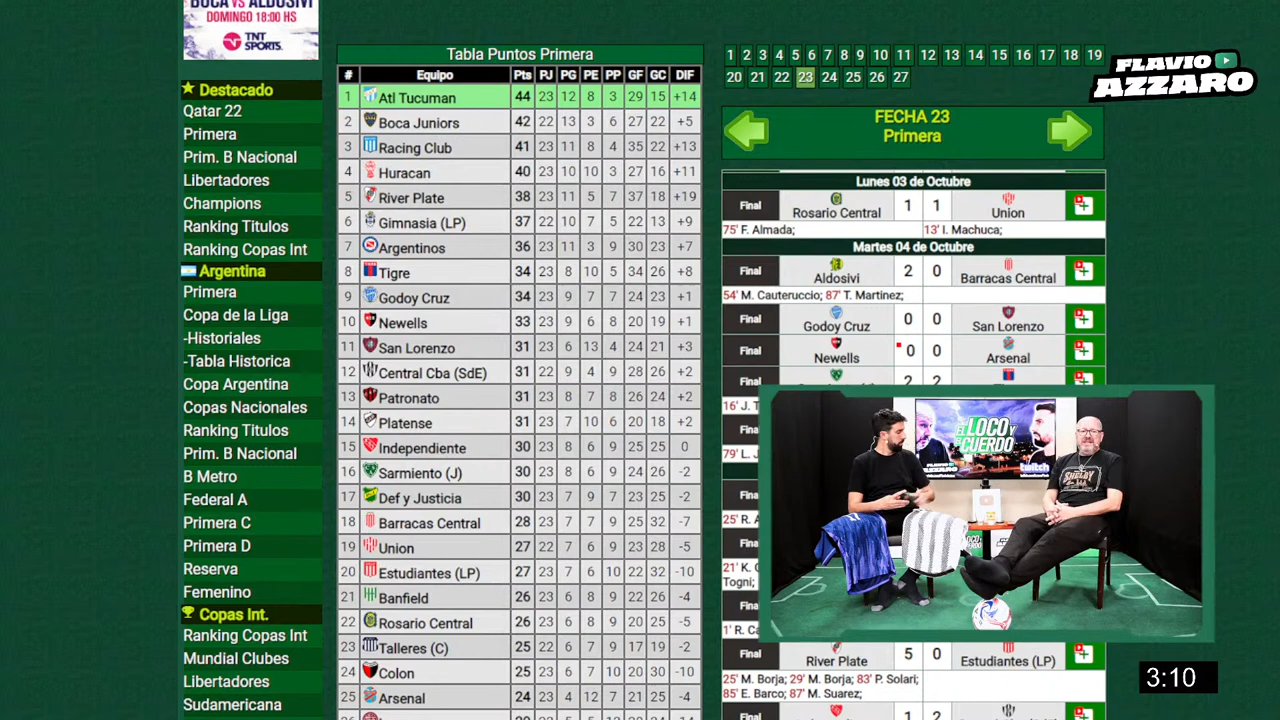 BOCA VS ALDOSIVI
DOMINGO 18:00 HS
TNT SPORTS
Destacado
Qatar 22
Primera
Prim. B Nacional
Libertadores
Champions
Ranking Titulos
Ranking Copas Int
Argentina
Primera
Copa de la Liga
-Historiales
-Tabla Historica
Copa Argentina
Copas Nacionales
Ranking Titulos
Prim. B Nacional
B Metro
Federal A
Primera C
Primera D
Reserva
Femenino
Copas Int.
Ranking Copas Int
Mundial Clubes
Libertadores
Sudamericana
Tabla Puntos Primera
# Equipo Pts PJ PG PE PP GF GC DIF
1 Atl Tucuman 44 23 12 8 3 29 15 +14
2 Boca Juniors 42 22 13 3 6 27 22 +5
3 Racing Club 41 23 11 8 4 35 22 +13
4 Huracan 40 23 10 10 3 27 16 +11
5 River Plate 38 23 11 5 7 37 18 +19
6 Gimnasia (LP) 37 22 10 7 5 22 13 +9
7 Argentinos 36 23 11 3 9 30 23 +7
8 Tigre 34 23 8 10 5 34 26 +8
9 Godoy Cruz 34 23 9 7 7 24 23 +1
10 Newells 33 23 9 6 8 20 19 +1
11 San Lorenzo 31 23 6 13 4 24 21 +3
12 Central Cba (SdE) 31 22 9 4 9 28 26 +2
13 Patronato 31 23 8 7 8 26 24 +2
14 Platense 31 23 7 10 6 20 18 +2
15 Independiente 30 23 8 6 9 25 25 0
16 Sarmiento (J) 30 23 8 6 9 24 26 -2
17 Def y Justicia 30 23 7 9 7 23 25 -2
18 Barracas Central 28 23 7 7 9 25 32 -7
19 Union 27 22 7 6 9 23 28 -5
20 Estudiantes (LP) 27 23 7 6 10 22 32 -10
21 Banfield 26 23 6 8 9 22 26 -4
22 Rosario Central 26 23 6 8 9 20 25 -5
23 Talleres (C) 25 22 6 7 9 17 19 -2
24 Colon 25 23 6 7 10 20 30 -10
25 Arsenal 24 23 4 12 7 21 25 -4
1 2 3 4 5 6 7 8 9 10 11 12 13 14 15 16 17 18 19
20 21 22 23 24 25 26 27
FECHA 23
Primera
Lunes 03 de Octubre
Final Rosario Central 1 1 Union
75' F. Almada; 13' I. Machuca;
Martes 04 de Octubre
Final Aldosivi 2 0 Barracas Central
54' M. Cauteruccio; 87' T. Martinez;
Final Godoy Cruz 0 0 San Lorenzo
Final Newells 0 0 Arsenal
Final 2 2
16' J. T
Final
79' L. J
Final
25' R. A
Final
21' K. C
Togni;
Final
1' R. Ca
Final River Plate 5 0 Estudiantes (LP)
25' M. Borja; 29' M. Borja; 83' P. Solari;
85' E. Barco; 87' M. Suarez;
Final 1 2
FLAVIO
AZZARO
EL LOCO Y
CUERDO
FLAVIO
AZZARO
twitch
SHELBY
LOCO
3:10